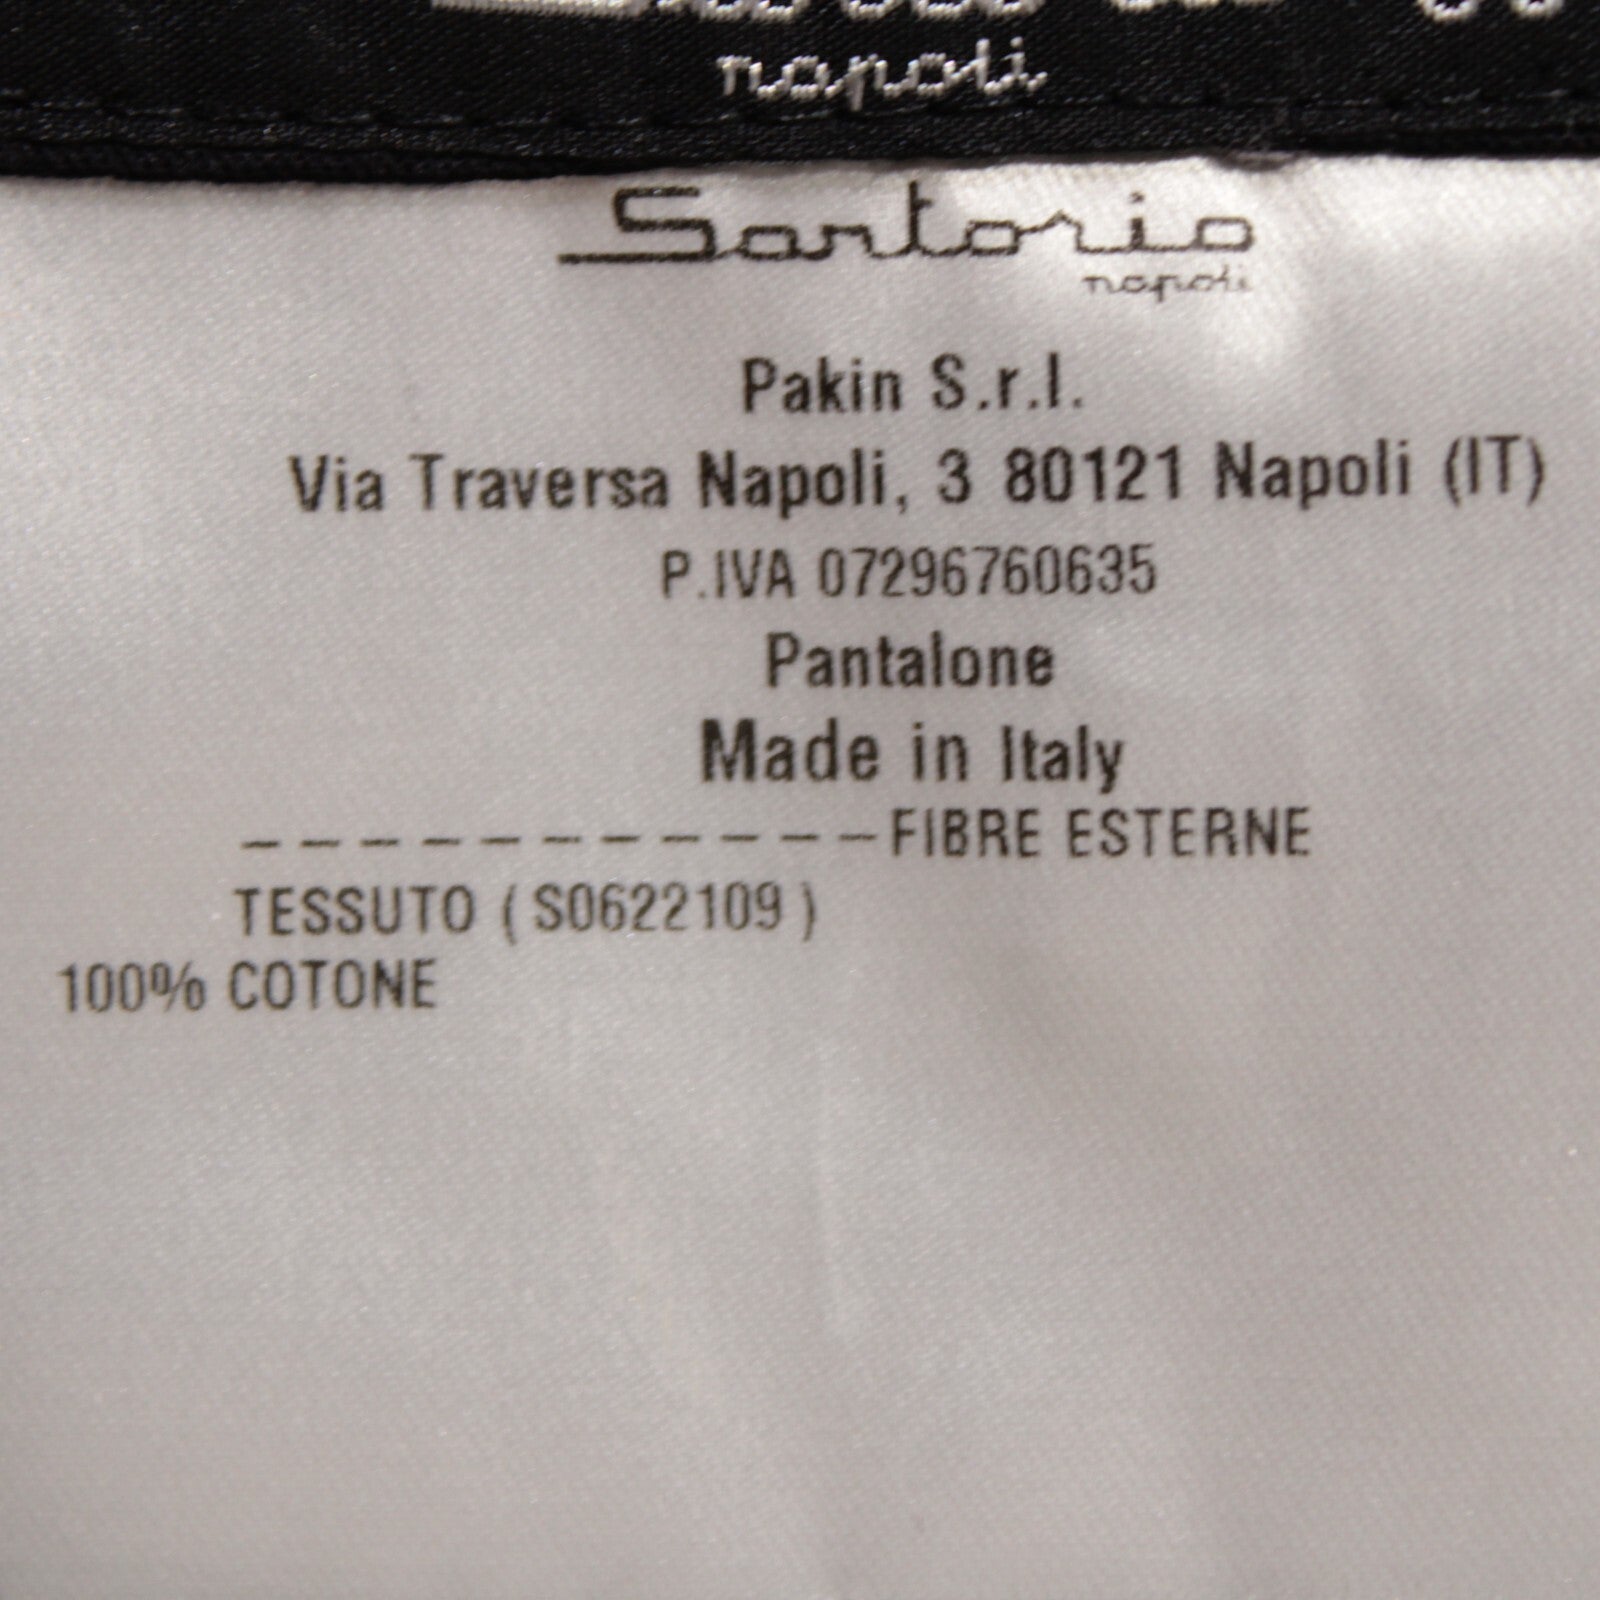 napoli
Sartorio
napoli
Pakin S.r.l.
Via Traversa Napoli, 3 80121 Napoli (IT)
P.IVA 07296760635
Pantalone
Made in Italy
-----------FIBRE ESTERNE
TESSUTO (S0622109)
100% COTONE